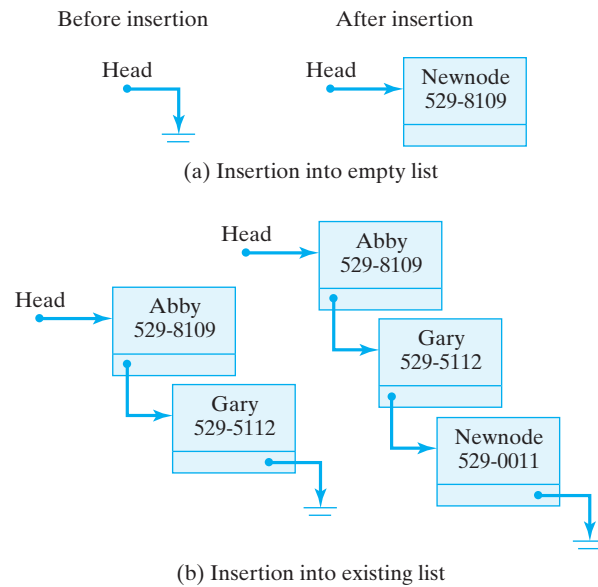 Before insertion
After insertion
Head
Head
Newnode
529-8109
(a) Insertion into empty list
Head
Abby
529-8109
Gary
529-5112
Head
Abby
529-8109
Gary
529-5112
Newnode
529-0011
(b) Insertion into existing list